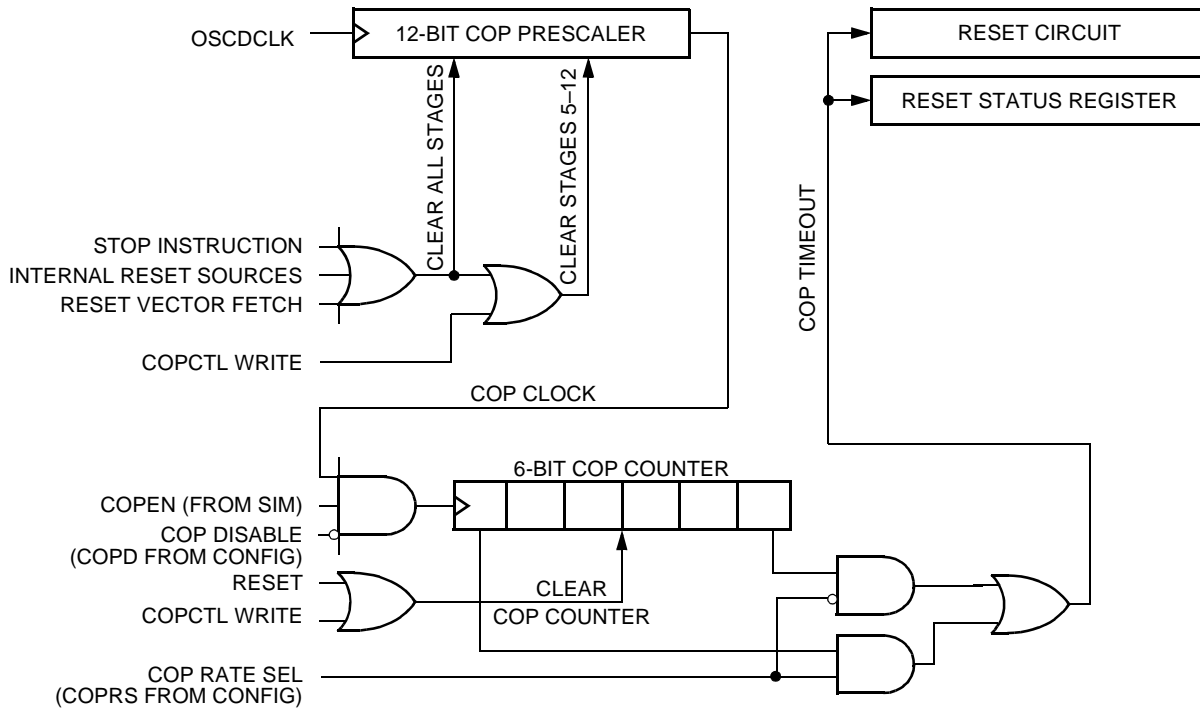 OSCDCLK
12-BIT COP PRESCALER
RESET CIRCUIT
RESET STATUS REGISTER
CLEAR ALL STAGES
CLEAR STAGES 5–12
COP TIMEOUT
STOP INSTRUCTION
INTERNAL RESET SOURCES
RESET VECTOR FETCH
COPCTL WRITE
COP CLOCK
6-BIT COP COUNTER
COPEN (FROM SIM)
COP DISABLE
(COPD FROM CONFIG)
RESET
COPCTL WRITE
CLEAR
COP COUNTER
COP RATE SEL
(COPRS FROM CONFIG)